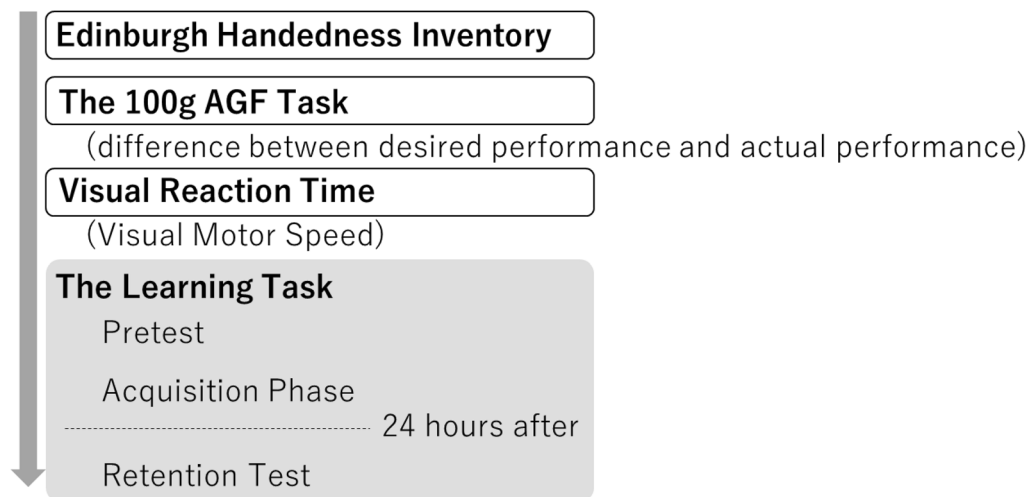 Edinburgh Handedness Inventory
The 100g AGF Task
(difference between desired performance and actual performance)
Visual Reaction Time
(Visual Motor Speed)
The Learning Task
Pretest
Acquisition Phase
24 hours after
Retention Test